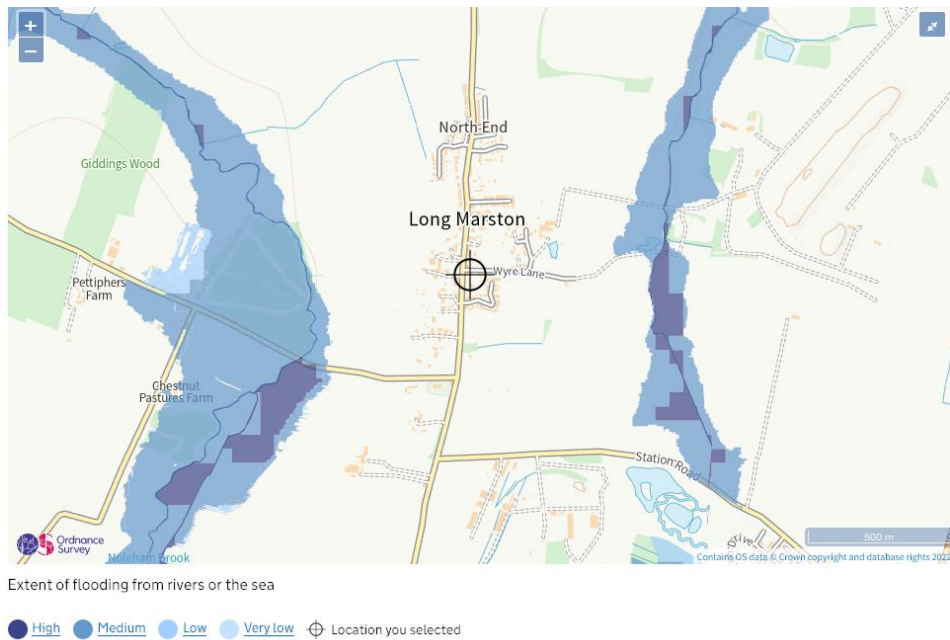 +
−
North End
Giddings Wood
Long Marston
Wyre Lane
Pettiphers
Farm
Chestnut
Pastures Farm
Station Road
Ordnance
Survey
Noleham Brook
Drive
500 m
Contains OS data © Crown copyright and database rights 2022
Extent of flooding from rivers or the sea
High Medium Low Very low Location you selected